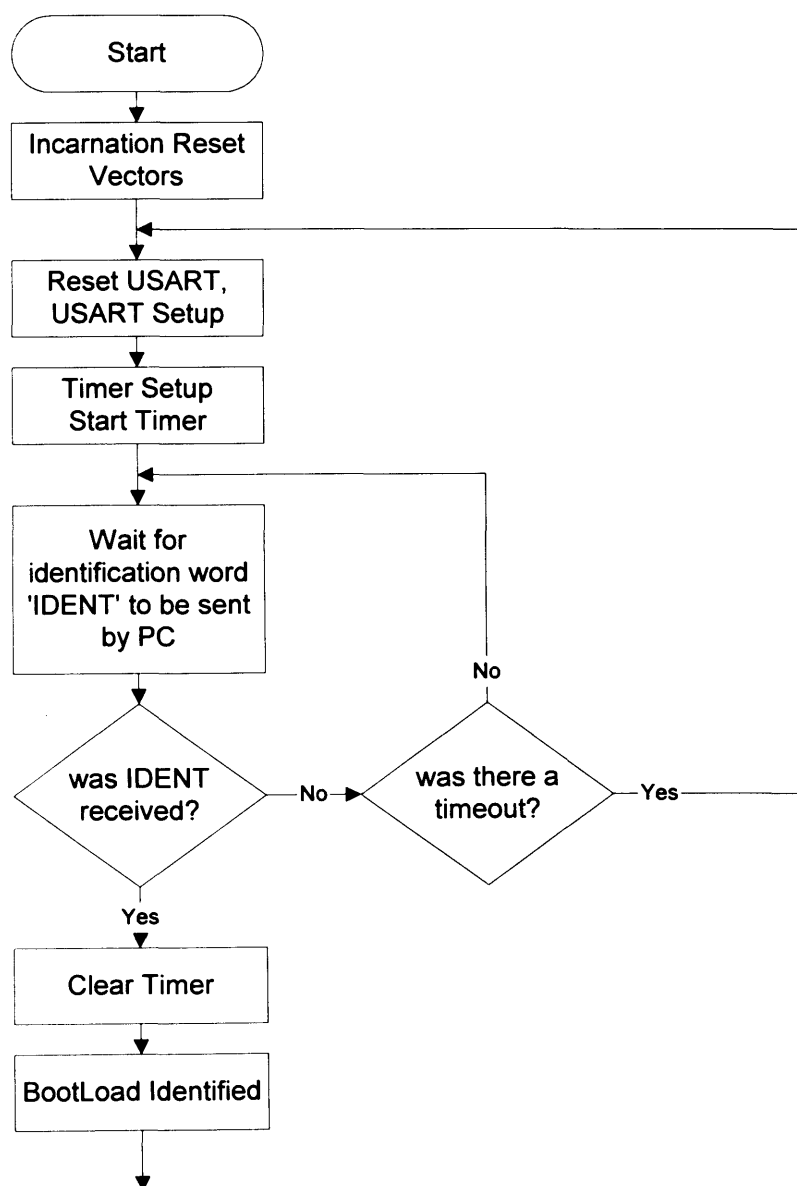 Start
Incarnation Reset
Vectors
Reset USART,
USART Setup
Timer Setup
Start Timer
Wait for
identification word
'IDENT' to be sent
by PC
No
was IDENT
received?
No
was there a
timeout?
Yes
Yes
Clear Timer
BootLoad Identified